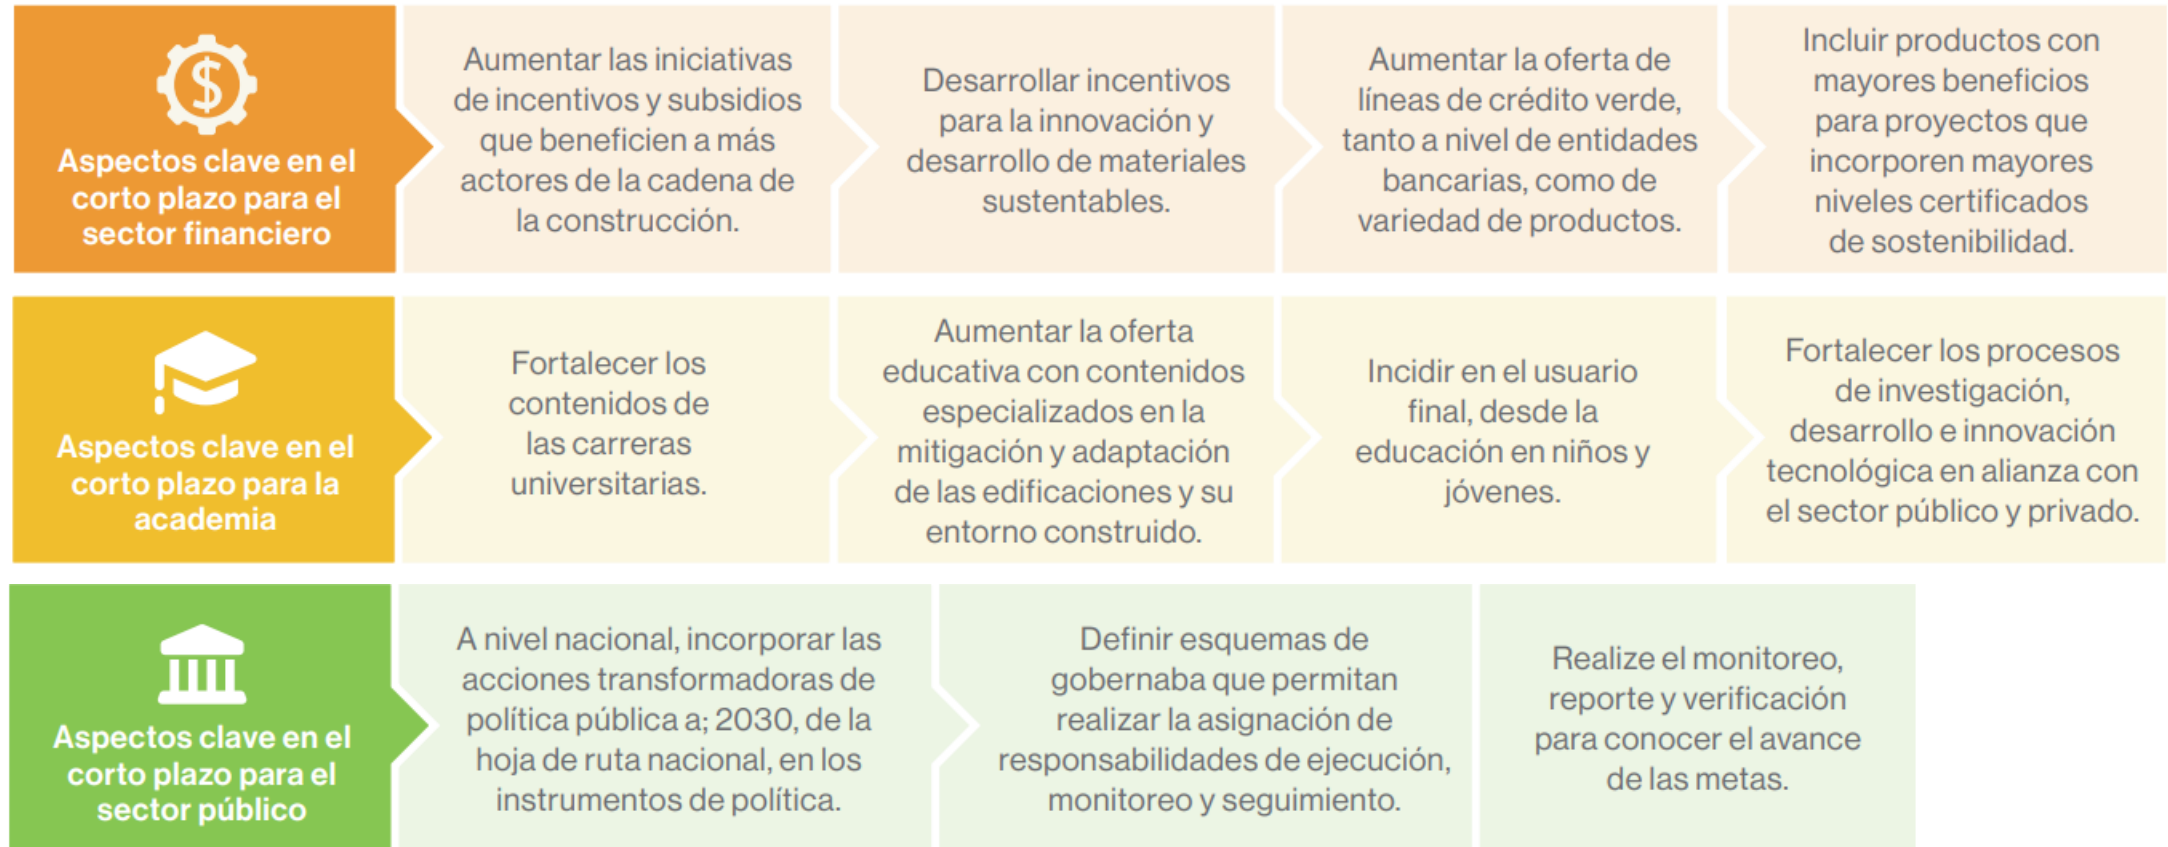 Aspectos clave en el
corto plazo para el
sector financiero
Aumentar las iniciativas
de incentivos y subsidios
que beneficien a más
actores de la cadena de
la construcción.
Desarrollar incentivos
para la innovación y
desarrollo de materiales
sustentables.
Aumentar la oferta de
líneas de crédito verde,
tanto a nivel de entidades
bancarias, como de
variedad de productos.
Incluir productos con
mayores beneficios
para proyectos que
incorporen mayores
niveles certificados
de sostenibilidad.
Aspectos clave en el
corto plazo para la
academia
Fortalecer los
contenidos de
las carreras
universitarias.
Aumentar la oferta
educativa con contenidos
especializados en la
mitigación y adaptación
de las edificaciones y su
entorno construido.
Incidir en el usuario
final, desde la
educación en niños y
jóvenes.
Fortalecer los procesos
de investigación,
desarrollo e innovación
tecnológica en alianza con
el sector público y privado.
Aspectos clave en el
corto plazo para el
sector público
A nivel nacional, incorporar las
acciones transformadoras de
política pública a; 2030, de la
hoja de ruta nacional, en los
instrumentos de política.
Definir esquemas de
gobernaba que permitan
realizar la asignación de
responsabilidades de ejecución,
monitoreo y seguimiento.
Realize el monitoreo,
reporte y verificación
para conocer el avance
de las metas.